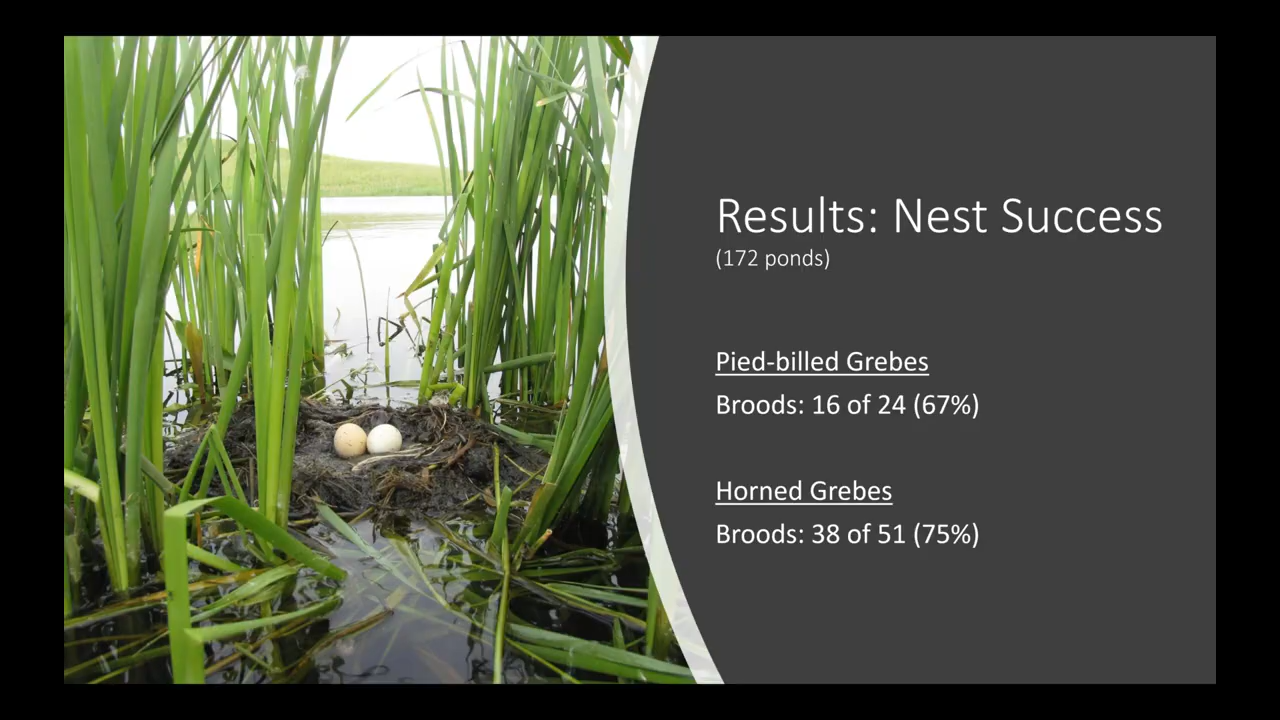 Results: Nest Success
(172 ponds)
Pied-billed Grebes
Broods: 16 of 24 (67%)
Horned Grebes
Broods: 38 of 51 (75%)